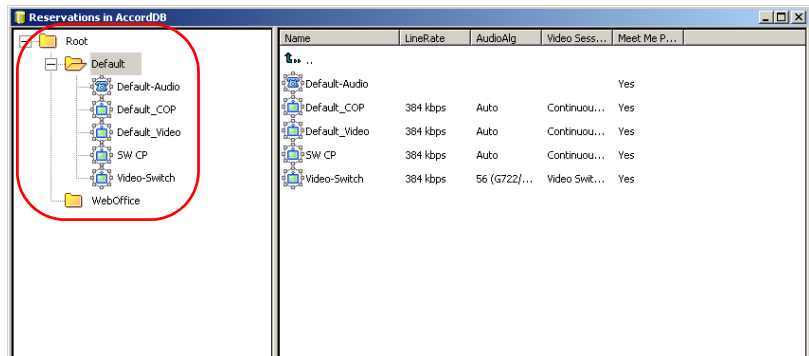 Reservations in AccordDB
Root
Default
Default-Audio
Default_COP
Default_Video
SW CP
Video-Switch
WebOffice
Name LineRate AudioAlg Video Sess... Meet Me P...
..
Default-Audio Yes
Default_COP 384 kbps Auto Continuou... Yes
Default_Video 384 kbps Auto Continuou... Yes
SW CP 384 kbps Auto Continuou... Yes
Video-Switch 384 kbps 56 (G722/... Video Swit... Yes